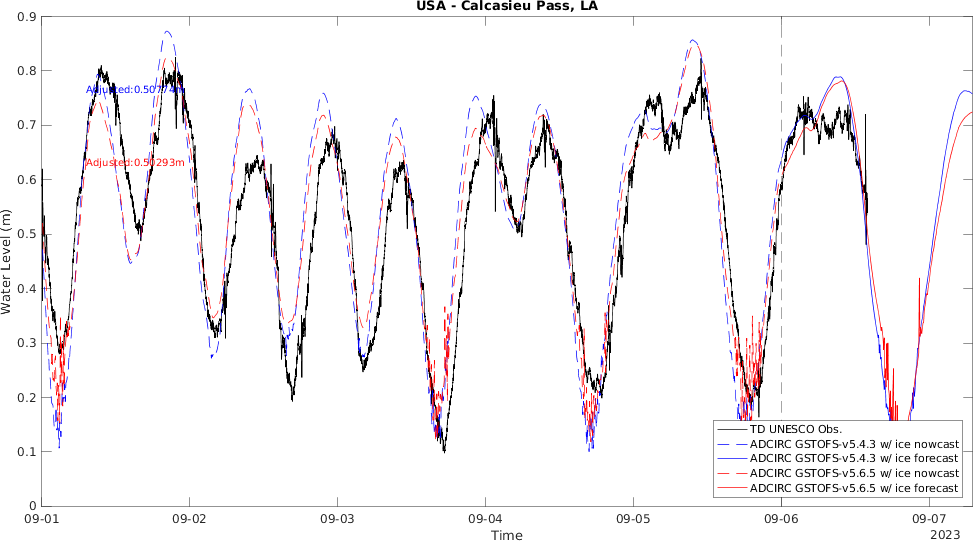 USA - Calcasieu Pass, LA
0.9
0.8
0.7
0.6
0.5
0.4
0.3
0.2
0.1
0
Water Level (m)
Adjusted:0.50774m
Adjusted:0.50293m
TD UNESCO Obs.
ADCIRC GSTOFS-v5.4.3 w/ ice nowcast
ADCIRC GSTOFS-v5.4.3 w/ ice forecast
ADCIRC GSTOFS-v5.6.5 w/ ice nowcast
ADCIRC GSTOFS-v5.6.5 w/ ice forecast
09-01 09-02 09-03 09-04 09-05 09-06 09-07
Time
2023